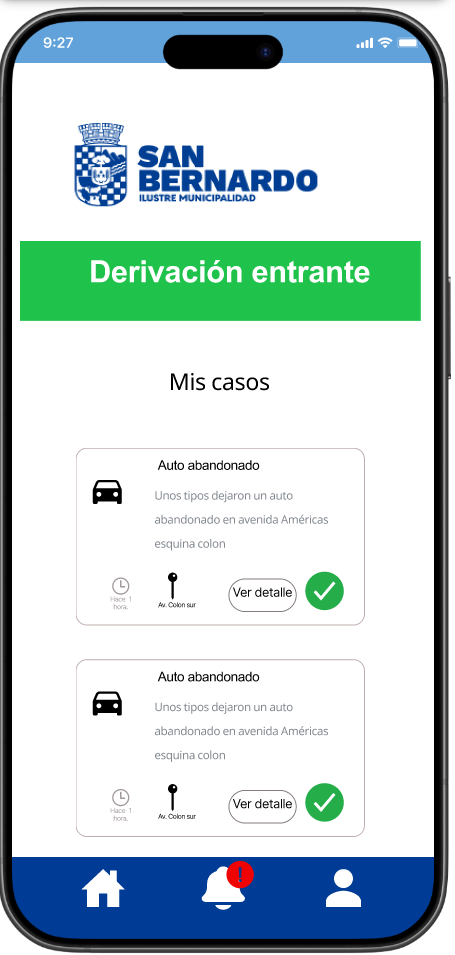 9:27
SAN
BERNARDO
ILUSTRE MUNICIPALIDAD
Derivación entrante
Mis casos
Auto abandonado
Unos tipos dejaron un auto
abandonado en avenida Américas
esquina colon
Hace 1
hora.
Av. Colon sur
Ver detalle
Auto abandonado
Unos tipos dejaron un auto
abandonado en avenida Américas
esquina colon
Hace 1
hora.
Av. Colon sur
Ver detalle
!